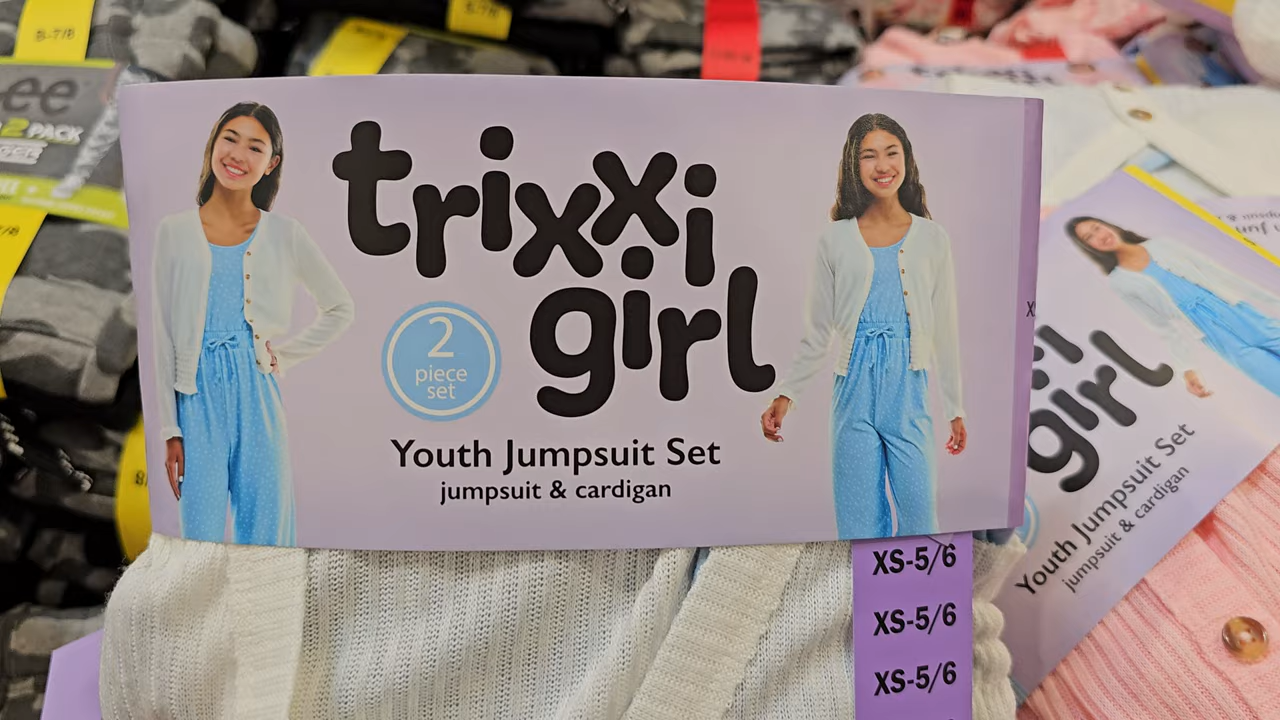 trixxi
girl
2
piece
set
Youth Jumpsuit Set
jumpsuit & cardigan
XS-5/6
XS-5/6
XS-5/6
ee
2 PACK
girl
Youth Jumpsuit Set
jumpsuit & cardigan